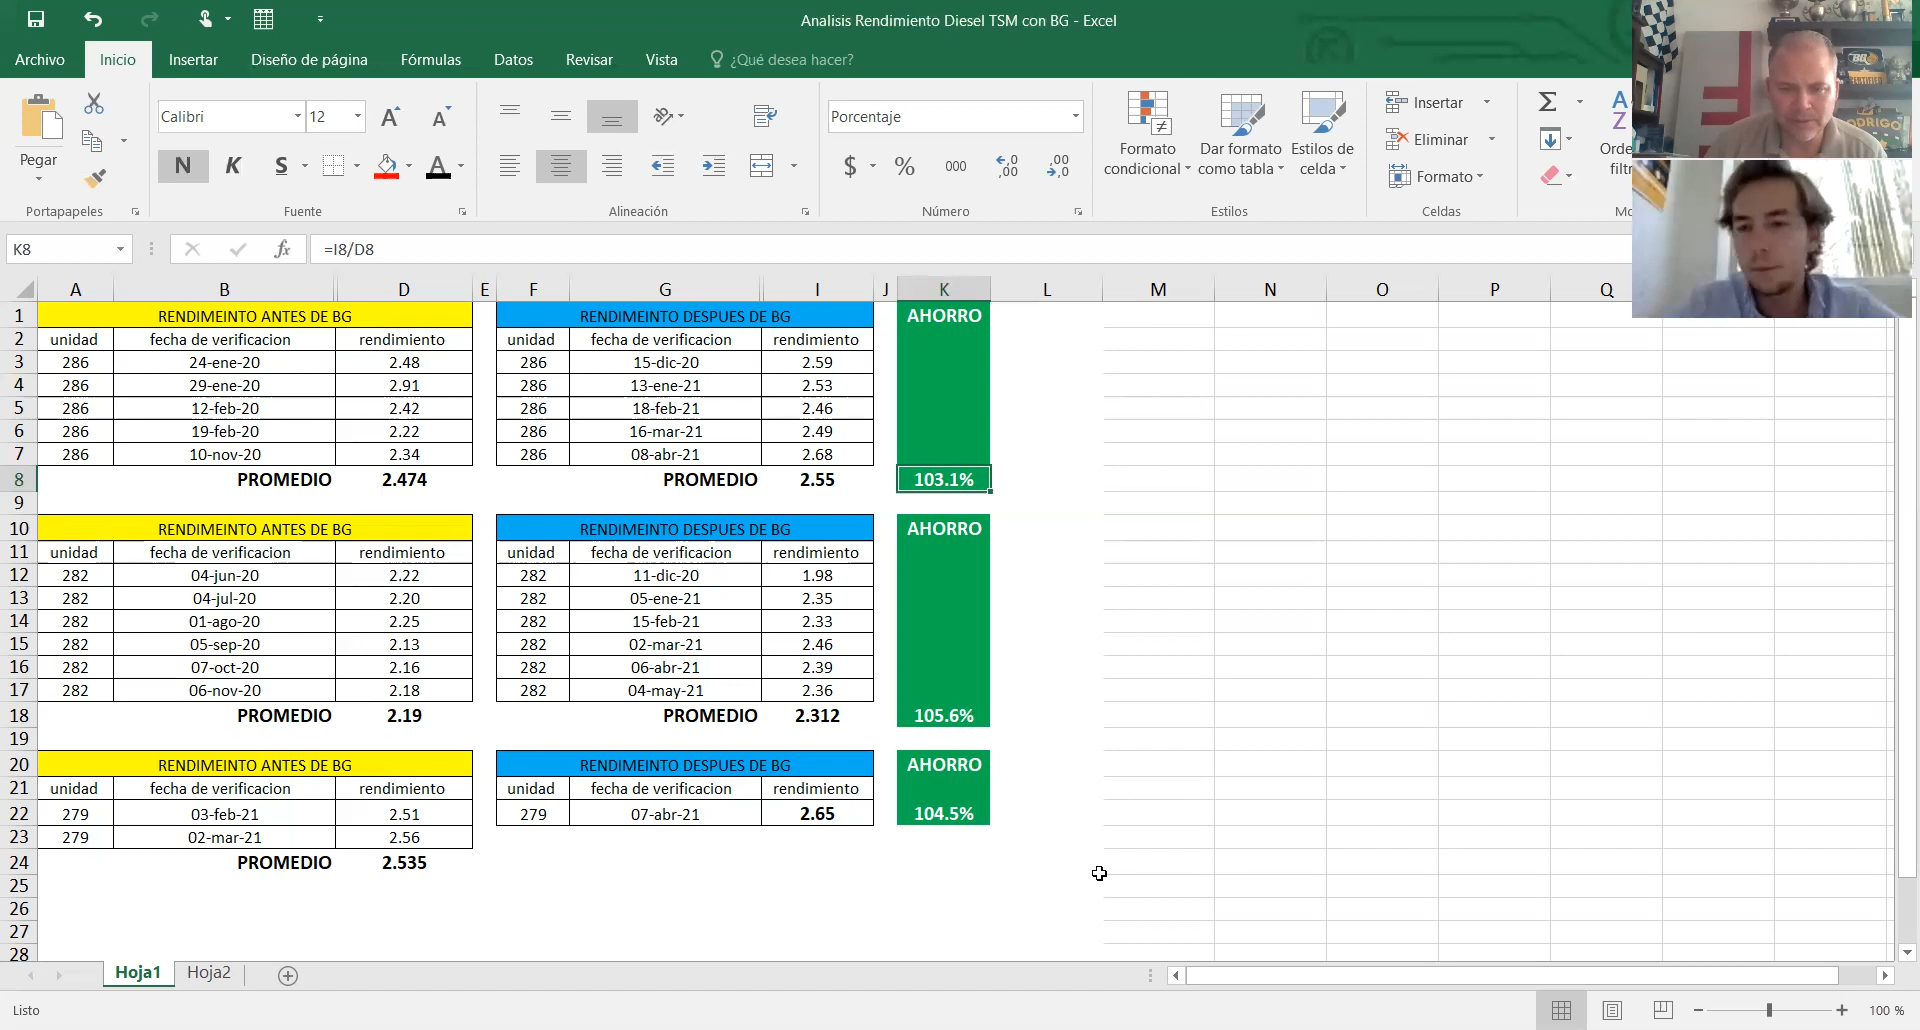 Analisis Rendimiento Diesel TSM con BG - Excel
Archivo Inicio Insertar Diseño de página Fórmulas Datos Revisar Vista ¿Qué desea hacer?
Pegar
Portapapeles
Calibri 12
N K S A
Fuente
Alineación
Porcentaje
$ % 000
Número
Formato condicional
Dar formato como tabla
Estilos de celda
Estilos
Insertar
Eliminar
Formato
Celdas
K8 fx =I8/D8
A B D E F G I J K L M N O P Q
1 RENDIMEINTO ANTES DE BG RENDIMEINTO DESPUES DE BG AHORRO
2 unidad fecha de verificacion rendimiento unidad fecha de verificacion rendimiento
3 286 24-ene-20 2.48 286 15-dic-20 2.59
4 286 29-ene-20 2.91 286 13-ene-21 2.53
5 286 12-feb-20 2.42 286 18-feb-21 2.46
6 286 19-feb-20 2.22 286 16-mar-21 2.49
7 286 10-nov-20 2.34 286 08-abr-21 2.68
8 PROMEDIO 2.474 PROMEDIO 2.55 103.1%
9
10 RENDIMEINTO ANTES DE BG RENDIMEINTO DESPUES DE BG AHORRO
11 unidad fecha de verificacion rendimiento unidad fecha de verificacion rendimiento
12 282 04-jun-20 2.22 282 11-dic-20 1.98
13 282 04-jul-20 2.20 282 05-ene-21 2.35
14 282 01-ago-20 2.25 282 15-feb-21 2.33
15 282 05-sep-20 2.13 282 02-mar-21 2.46
16 282 07-oct-20 2.16 282 06-abr-21 2.39
17 282 06-nov-20 2.18 282 04-may-21 2.36
18 PROMEDIO 2.19 PROMEDIO 2.312 105.6%
19
20 RENDIMEINTO ANTES DE BG RENDIMEINTO DESPUES DE BG AHORRO
21 unidad fecha de verificacion rendimiento unidad fecha de verificacion rendimiento
22 279 03-feb-21 2.51 279 07-abr-21 2.65 104.5%
23 279 02-mar-21 2.56
24 PROMEDIO 2.535
25
26
27
28
Hoja1 Hoja2
Listo 100 %